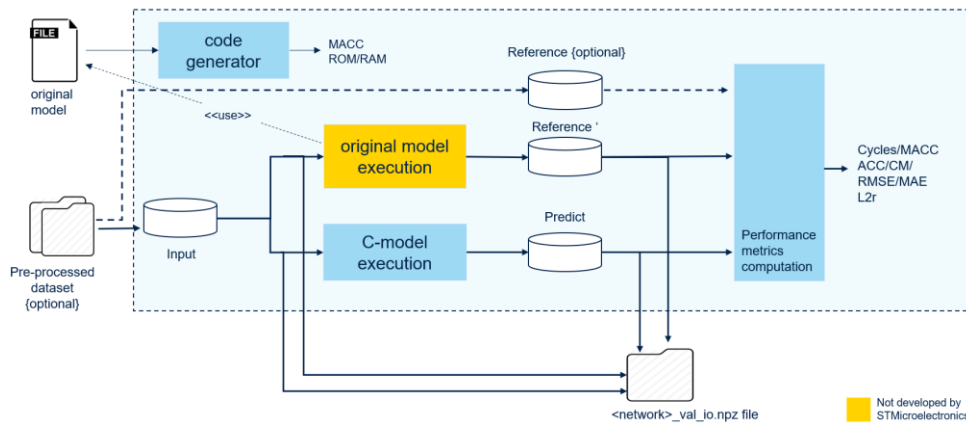 FILE
original
model
code
generator
MACC
ROM/RAM
Reference {optional}
<<use>>
original model
execution
Reference '
Cycles/MACC
ACC/CM/
RMSE/MAE
L2r
Pre-processed
dataset
{optional}
Input
C-model
execution
Predict
Performance
metrics
computation
<network>_val_io.npz file
Not developed by
STMicroelectronics